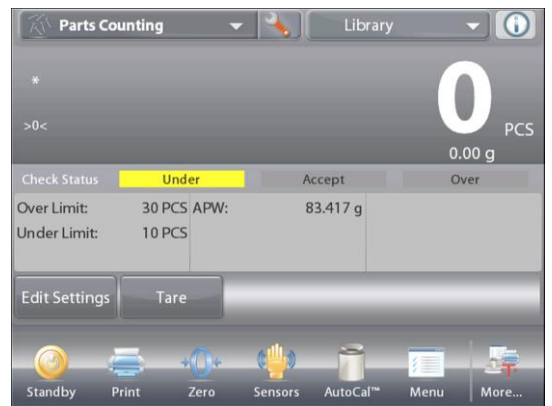 Parts Counting Library
*
>0<
0 PCS
0.00 g
Check Status Under Accept Over
Over Limit: 30 PCS APW: 83.417 g
Under Limit: 10 PCS
Edit Settings Tare
Standby Print Zero Sensors AutoCal™ Menu More...